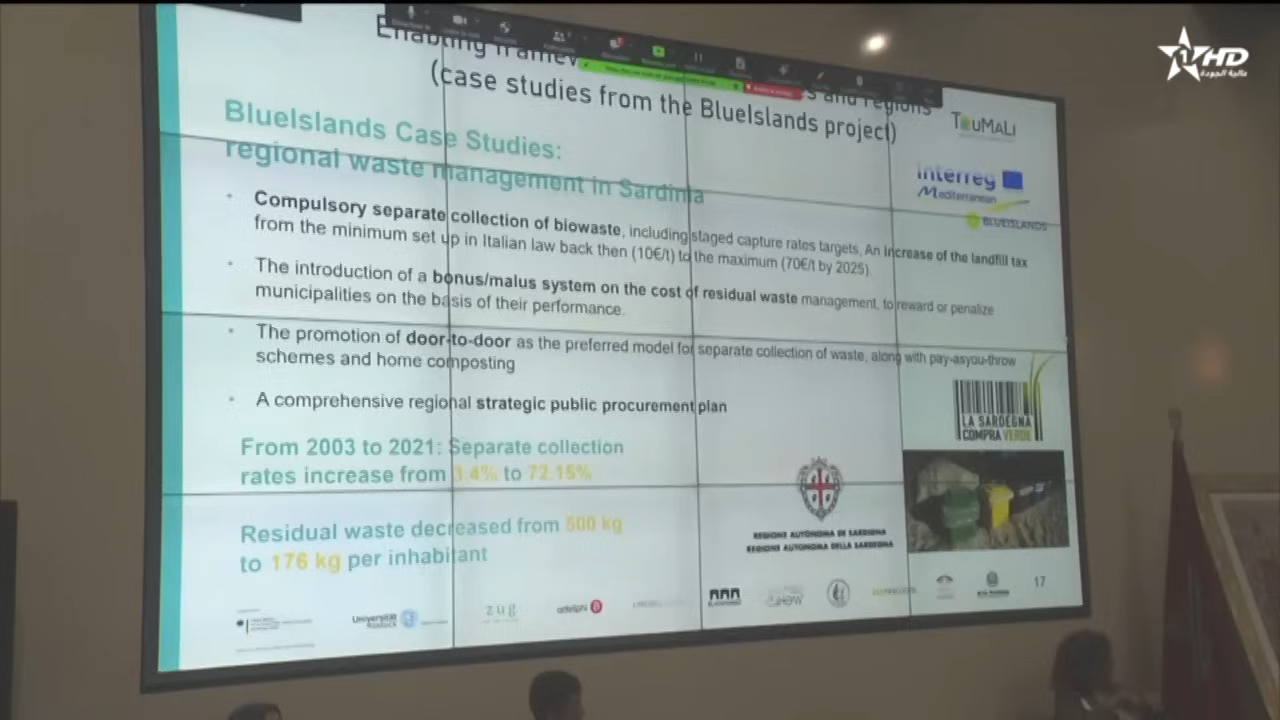 HD
عالية الجودة
(case studies from the BlueIslands project)
and regions
TouMaLi
BlueIslands Case Studies:
regional waste management in Sardinia
Interreg
Mediterranean
BLUEISLANDS
• Compulsory separate collection of biowaste, including staged capture rates targets, An increase of the landfill tax
from the minimum set up in Italian law back then (10€/t) to the maximum (70€/t by 2025).
• The introduction of a bonus/malus system on the cost of residual waste management, to reward or penalize
municipalities on the basis of their performance.
• The promotion of door-to-door as the preferred model for separate collection of waste, along with pay-asyou-throw
schemes and home composting
• A comprehensive regional strategic public procurement plan
LA SARDEGNA
COMPRA VERDE
From 2003 to 2021: Separate collection
rates increase from 3.4% to 72.15%
Residual waste decreased from 500 kg
to 176 kg per inhabitant
REGIONE AUTÒNOMA DE SARDIGNA
REGIONE AUTONOMA DELLA SARDEGNA
Universität
Rostock
zug
adelphi
17